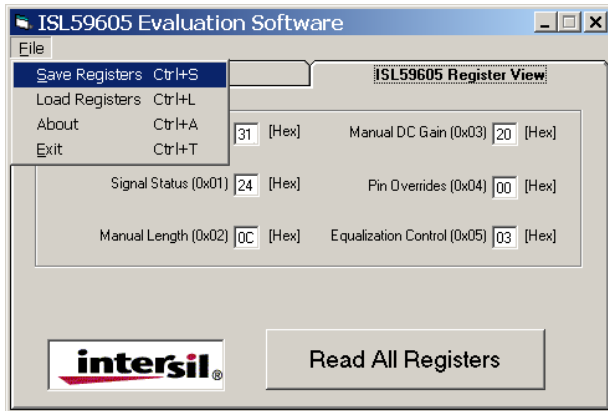 ISL59605 Evaluation Software
File
Save Registers Ctrl+S
Load Registers Ctrl+L
About Ctrl+A
Exit Ctrl+T
ISL59605 Register View
31 [Hex] Manual DC Gain (0x03) 20 [Hex]
Signal Status (0x01) 24 [Hex] Pin Overrides (0x04) 00 [Hex]
Manual Length (0x02) 0C [Hex] Equalization Control (0x05) 03 [Hex]
intersil® Read All Registers